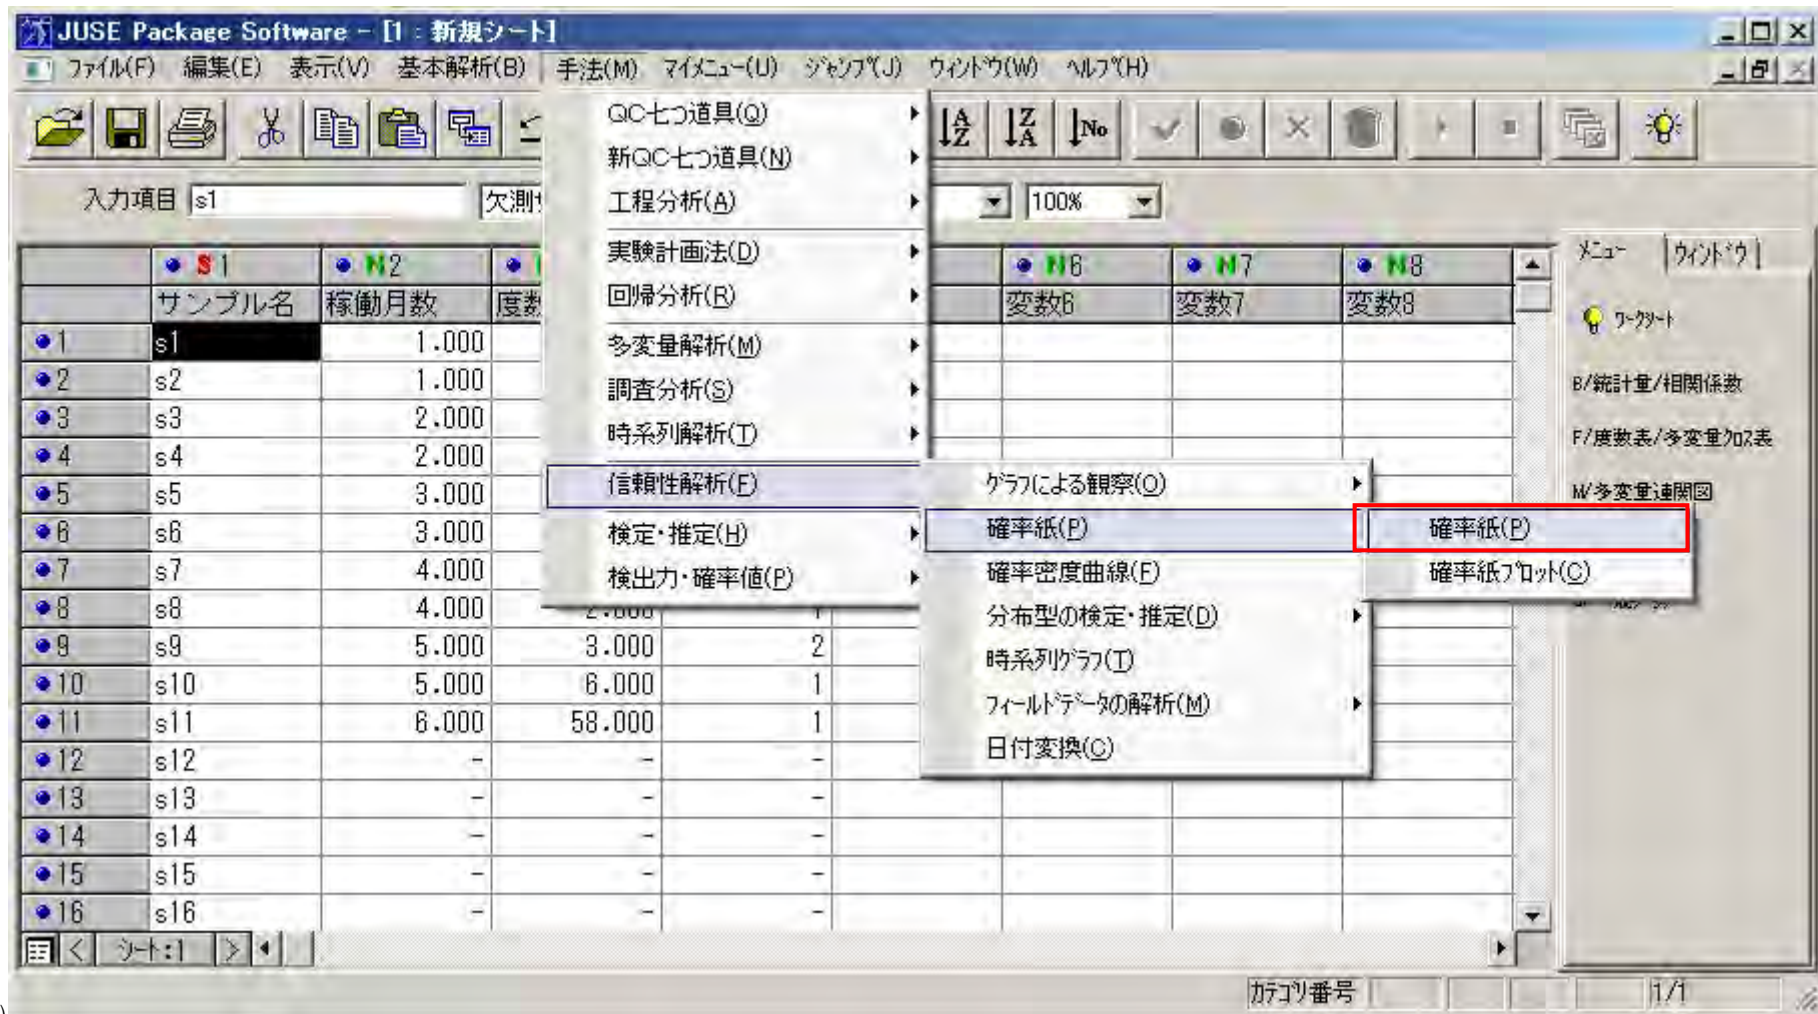 JUSE Package Software - [1 : 新規シート]
ファイル(F) 編集(E) 表示(V) 基本解析(B) 手法(M) マイメニュー(U) ジャンプ(J) ウィンドウ(W) ヘルプ(H)
QC七つ道具(Q)
新QC七つ道具(N)
工程分析(A)
実験計画法(D)
回帰分析(R)
多変量解析(M)
調査分析(S)
時系列解析(T)
信頼性解析(F)
検定・推定(H)
検出力・確率値(P)
グラフによる観察(O)
確率紙(P)
確率密度曲線(F)
分布型の検定・推定(D)
時系列グラフ(T)
フィールドデータの解析(M)
日付変換(C)
確率紙(P)
確率紙プロット(C)
A Z Z A No
入力項目 s1 欠測 100%
S 1 N 2 N 6 N 7 N 8
サンプル名 稼働月数 度数 変数6 変数7 変数8
1 s1 1.000
2 s2 1.000
3 s3 2.000
4 s4 2.000
5 s5 3.000
6 s6 3.000
7 s7 4.000
8 s8 4.000 2.000 1
9 s9 5.000 3.000 2
10 s10 5.000 6.000 1
11 s11 6.000 58.000 1
12 s12 - - -
13 s13 - - -
14 s14 - - -
15 s15 - - -
16 s16 - - -
シート:1
メニュー ウィンドウ
ワークシート
B/統計量/相関係数
F/度数表/多変量クロス表
M/多変量連関図
カテゴリ番号 1/1
)